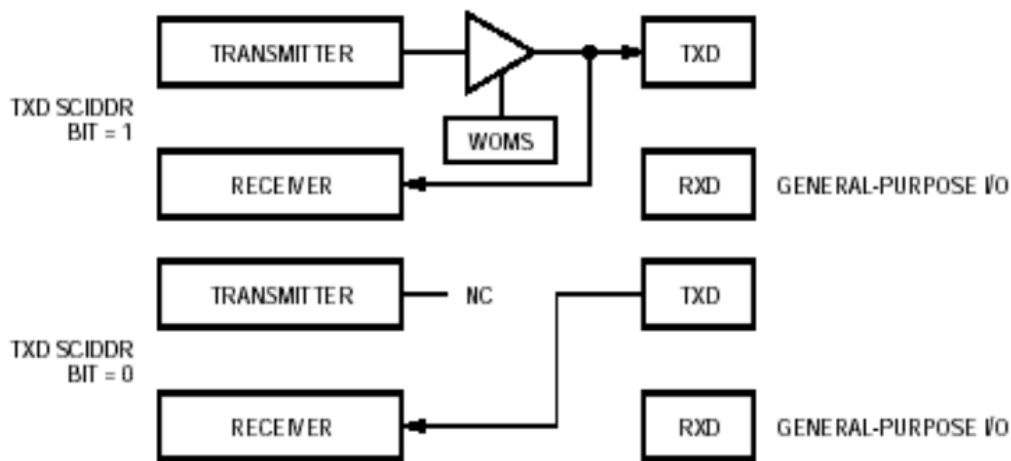 TRANSMITTER
TXD
TXD SCIDDR
BIT = 1
WOMS
RECEIVER
RXD
GENERAL-PURPOSE I/O
TRANSMITTER
NC
TXD
TXD SCIDDR
BIT = 0
RECEIVER
RXD
GENERAL-PURPOSE I/O